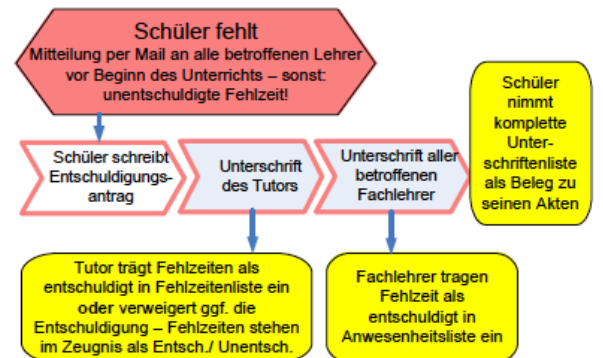 Schüler fehlt
Mitteilung per Mail an alle betroffenen Lehrer
vor Beginn des Unterrichts – sonst:
unentschuldigte Fehlzeit!
Schüler schreibt
Entschuldigungs-
antrag
Unterschrift
des Tutors
Unterschrift aller
betroffenen
Fachlehrer
Schüler
nimmt
komplette
Unter-
schriftenliste
als Beleg zu
seinen Akten
Tutor trägt Fehlzeiten als
entschuldigt in Fehlzeitenliste ein
oder verweigert ggf. die
Entschuldigung – Fehlzeiten stehen
im Zeugnis als Entsch./ Unentsch.
Fachlehrer tragen
Fehlzeit als
entschuldigt in
Anwesenheitsliste ein